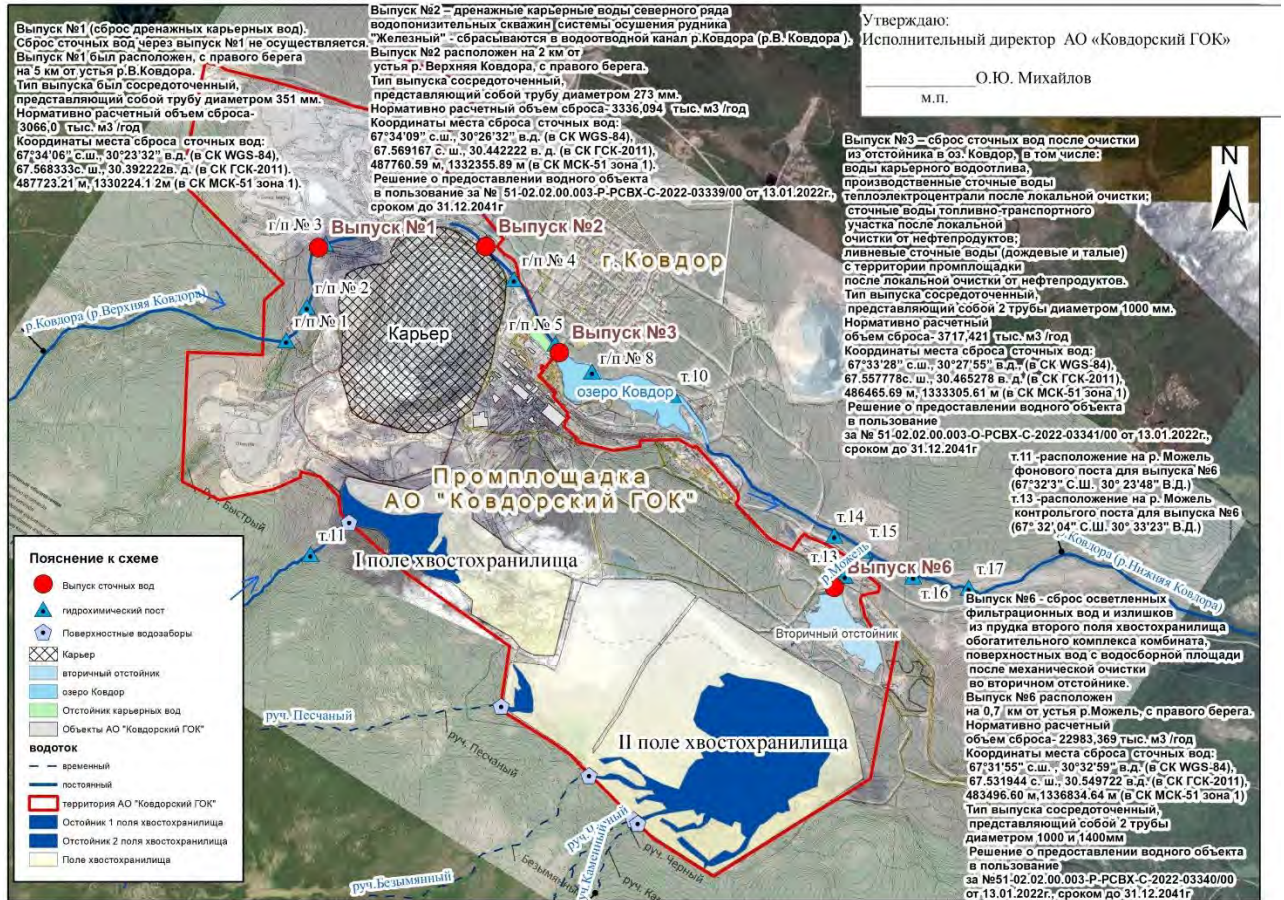 Выпуск №1 (сброс дренажных карьерных вод).
Сброс сточных вод через выпуск №1 не осуществляется.
Выпуск №1 был расположен, с правого берега
на 5 км от устья р.В.Ковдора.
Тип выпуска был сосредоточенный,
представляющий собой трубу диаметром 351 мм.
Нормативно расчетный объем сброса-
3066,0 тыс. м3 /год
Координаты места сброса сточных вод:
67°34'06" с.ш., 30°23'32" в.д. (в СК WGS-84),
67.568333с. ш., 30.392222в. д. (в СК ГСК-2011).
487723.21 м, 1330224.1 2м (в СК МСК-51 зона 1).
Выпуск №2 – дренажные карьерные воды северного ряда
водопонизительных скважин системы осушения рудника
"Железный" - сбрасываются в водоотводной канал р.Ковдора (р.В. Ковдора ).
Выпуск №2 расположен на 2 км от
устья р. Верхняя Ковдора, с правого берега.
Тип выпуска сосредоточенный,
представляющий собой трубу диаметром 273 мм.
Нормативно расчетный объем сброса- 3336,094 тыс. м3 /год
Координаты места сброса сточных вод:
67°34'09" с.ш., 30°26'32" в.д. (в СК WGS-84),
67.569167 с. ш., 30.442222 в. д. (в СК ГСК-2011),
487760.59 м, 1332355.89 м (в СК МСК-51 зона 1).
Решение о предоставлении водного объекта
в пользование за № 51-02.02.00.003-Р-РСВХ-С-2022-03339/00 от 13.01.2022г.,
сроком до 31.12.2041г
Утверждаю:
Исполнительный директор АО «Ковдорский ГОК»
О.Ю. Михайлов
м.п.
Выпуск №3 – сброс сточных вод после очистки
из отстойника в оз. Ковдор, в том числе:
воды карьерного водоотлива,
производственные сточные воды
теплоэлектроцентрали после локальной очистки;
сточные воды топливно-транспортного
участка после локальной
очистки от нефтепродуктов;
ливневые сточные воды (дождевые и талые)
с территории промплощадки
после локальной очистки от нефтепродуктов.
Тип выпуска сосредоточенный,
представляющий собой 2 трубы диаметром 1000 мм.
Нормативно расчетный
объем сброса- 3717,421 тыс. м3 /год
Координаты места сброса сточных вод:
67°33'28" с.ш., 30°27'55" в.д., (в СК WGS-84),
67.557778с. ш., 30.465278 в. д. (в СК ГСК-2011),
486465.69 м, 1333305.61 м (в СК МСК-51 зона 1)
Решение о предоставлении водного объекта
в пользование
за № 51-02.02.00.003-О-РСВХ-С-2022-03341/00 от 13.01.2022г.,
сроком до 31.12.2041г
т.11 -расположение на р. Можель
фонового поста для выпуска №6
(67°32'3" С.Ш. 30° 23'48" В.Д.)
т.13 -расположение на р. Можель
контрольгого поста для выпуска №6
(67° 32,'04" С.Ш. 30° 33'23" В.Д.)
N
г/п № 3
Выпуск №1
Выпуск №2
г/п № 4
г. Ковдор
г/п № 2
р.Ковдора (р.Верхняя Ковдора)
г/п № 1
Карьер
г/п № 5
Выпуск №3
г/п № 8
т.10
озеро Ковдор
Промплощадка
АО "Ковдорский ГОК"
руч. Быстрый
т.11
I поле хвостохранилища
т.14
т.15
т.13
р.Можель
Выпуск №6
т.16
т.17
р.Ковдора (р.Нижняя Ковдора)
Вторичный отстойник
II поле хвостохранилища
руч. Песчаный
руч. Песчаный
руч.Безымянный
Безымянный
руч.Каменный
руч. Черный
Выпуск №6 - сброс осветленных
фильтрационных вод и излишков
из прудка второго поля хвостохранилища
обогатительного комплекса комбината,
поверхностных вод с водосборной площади
после механической очистки
во вторичном отстойнике.
Выпуск №6 расположен
на 0,7 км от устья р.Можель, с правого берега.
Нормативно расчетный
объем сброса- 22983,369 тыс. м3 /год
Координаты места сброса сточных вод:
67°31'55" с.ш., 30°32'59" в.д. (в СК WGS-84),
67.531944 с. ш., 30.549722 в.д. (в СК ГСК-2011),
483496.60 м,1336834.64 м (в СК МСК-51 зона 1)
Тип выпуска сосредоточенный,
представляющий собой 2 трубы
диаметром 1000 и 1400мм
Решение о предоставлении водного объекта
в пользование
за №51-02.02.00.003-Р-РСВХ-С-2022-03340/00
от 13.01.2022г., сроком до 31.12.2041г
Пояснение к схеме
Выпуск сточных вод
гидрохимический пост
Поверхностные водозаборы
Карьер
вторичный отстойник
озеро Ковдор
Отстойник карьерных вод
Объекты АО "Ковдорский ГОК"
водоток
временный
постоянный
территория АО "Ковдорский ГОК"
Остойник 1 поля хвостохранилища
Отстойник 2 поля хвостохранилища
Поле хвостохранилища